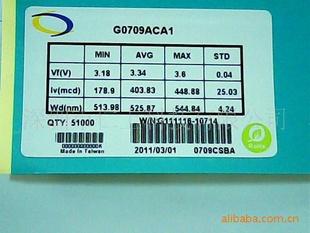 G0709ACA1
MIN AVG MAX STD
Vf(V) 3.18 3.34 3.6 0.04
Iv(mcd) 178.9 403.83 448.88 25.03
Wd(nm) 513.98 525.87 544.84 4.24
QTY: 51000 W/N:G111116-10714
Made In Taiwan 2011/03/01 0709CSBA
RoHS
alibaba.com.cn